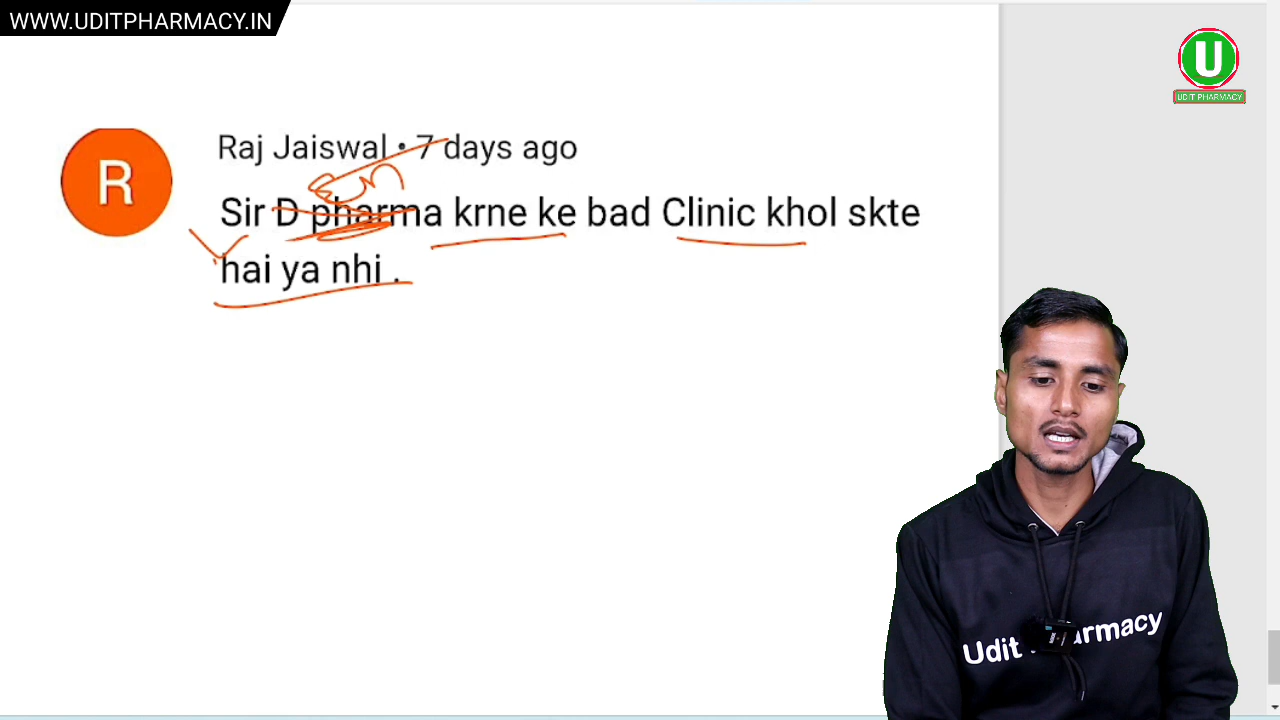 WWW.UDITPHARMACY.IN
U
UDIT PHARMACY
R
Raj Jaiswal • 7 days ago
Sir D pharma krne ke bad Clinic khol skte
hai ya nhi .
Udit
armacy